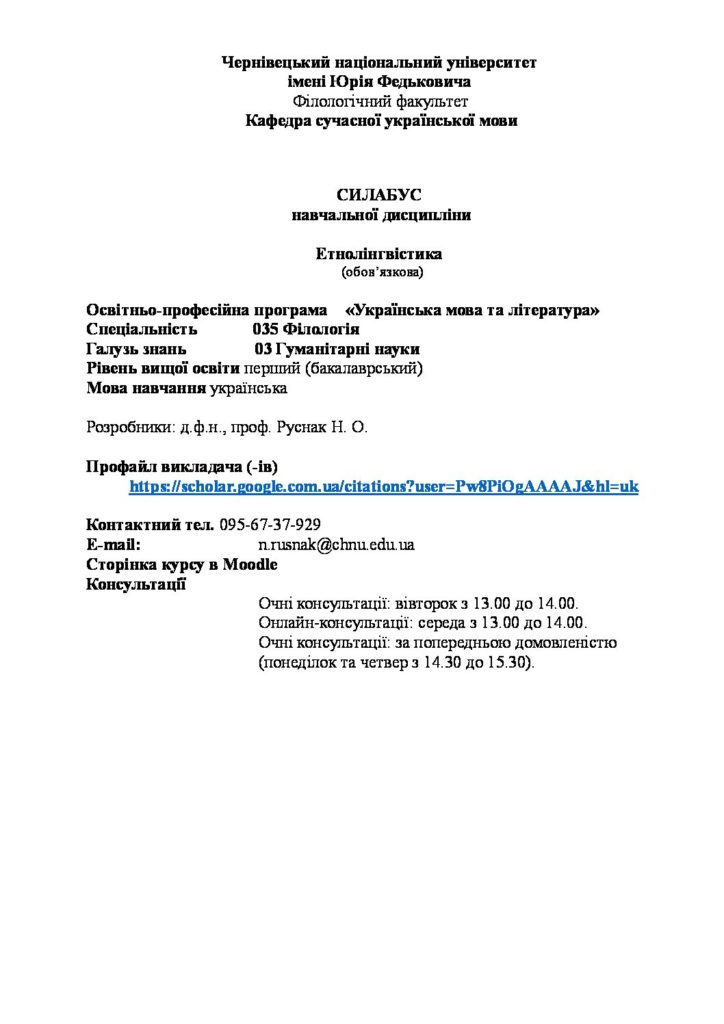 Чернівецький національний університет
імені Юрія Федьковича
Філологічний факультет
Кафедра сучасної української мови
СИЛАБУС
навчальної дисципліни
Етнолінгвістика
(обов’язкова)
Освітньо-професійна програма «Українська мова та література»
Спеціальність 035 Філологія
Галузь знань 03 Гуманітарні науки
Рівень вищої освіти перший (бакалаврський)
Мова навчання українська
Розробники: д.ф.н., проф. Руснак Н. О.
Профайл викладача (-ів)
https://scholar.google.com.ua/citations?user=Pw8PiOgAAAAJ&hl=uk
Контактний тел. 095-67-37-929
E-mail: n.rusnak@chnu.edu.ua
Сторінка курсу в Moodle
Консультації
Очні консультації: вівторок з 13.00 до 14.00.
Онлайн-консультації: середа з 13.00 до 14.00.
Очні консультації: за попередньою домовленістю
(понеділок та четвер з 14.30 до 15.30).